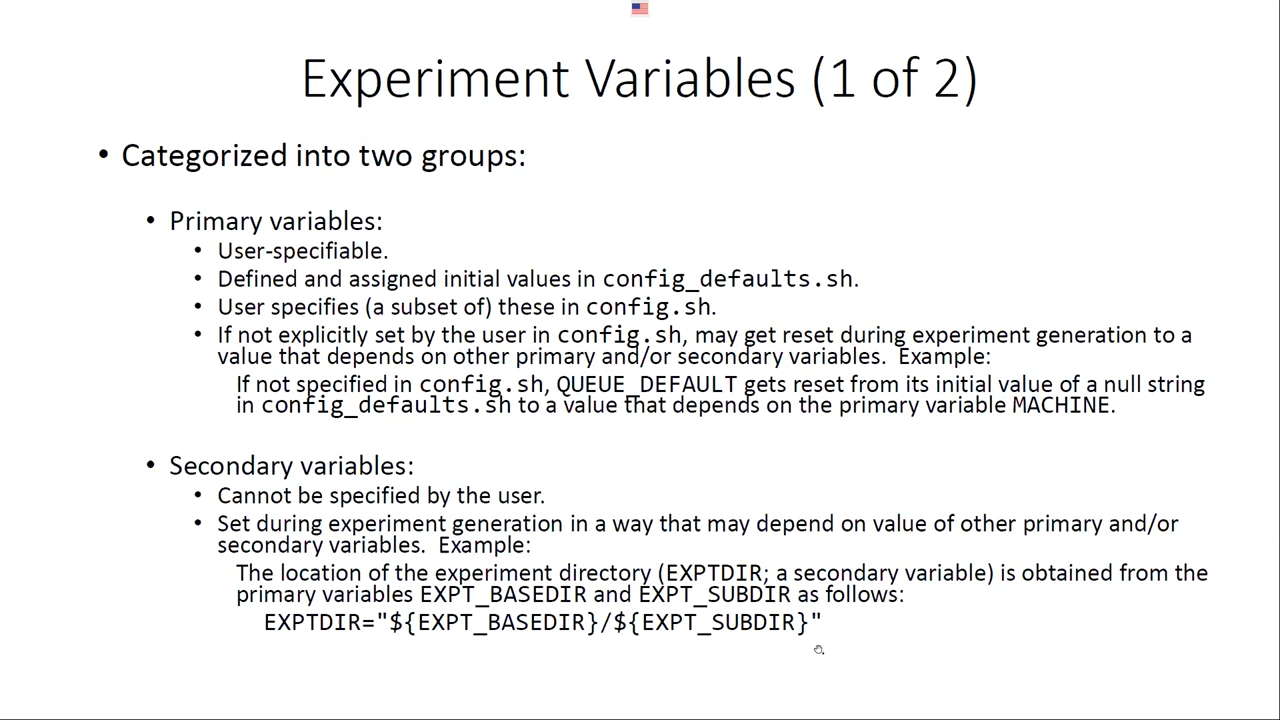 Experiment Variables (1 of 2)
• Categorized into two groups:
• Primary variables:
• User-specifiable.
• Defined and assigned initial values in config_defaults.sh.
• User specifies (a subset of) these in config.sh.
• If not explicitly set by the user in config.sh, may get reset during experiment generation to a
value that depends on other primary and/or secondary variables. Example:
If not specified in config.sh, QUEUE_DEFAULT gets reset from its initial value of a null string
in config_defaults.sh to a value that depends on the primary variable MACHINE.
• Secondary variables:
• Cannot be specified by the user.
• Set during experiment generation in a way that may depend on value of other primary and/or
secondary variables. Example:
The location of the experiment directory (EXPTDIR; a secondary variable) is obtained from the
primary variables EXPT_BASEDIR and EXPT_SUBDIR as follows:
EXPTDIR="${EXPT_BASEDIR}/${EXPT_SUBDIR}"